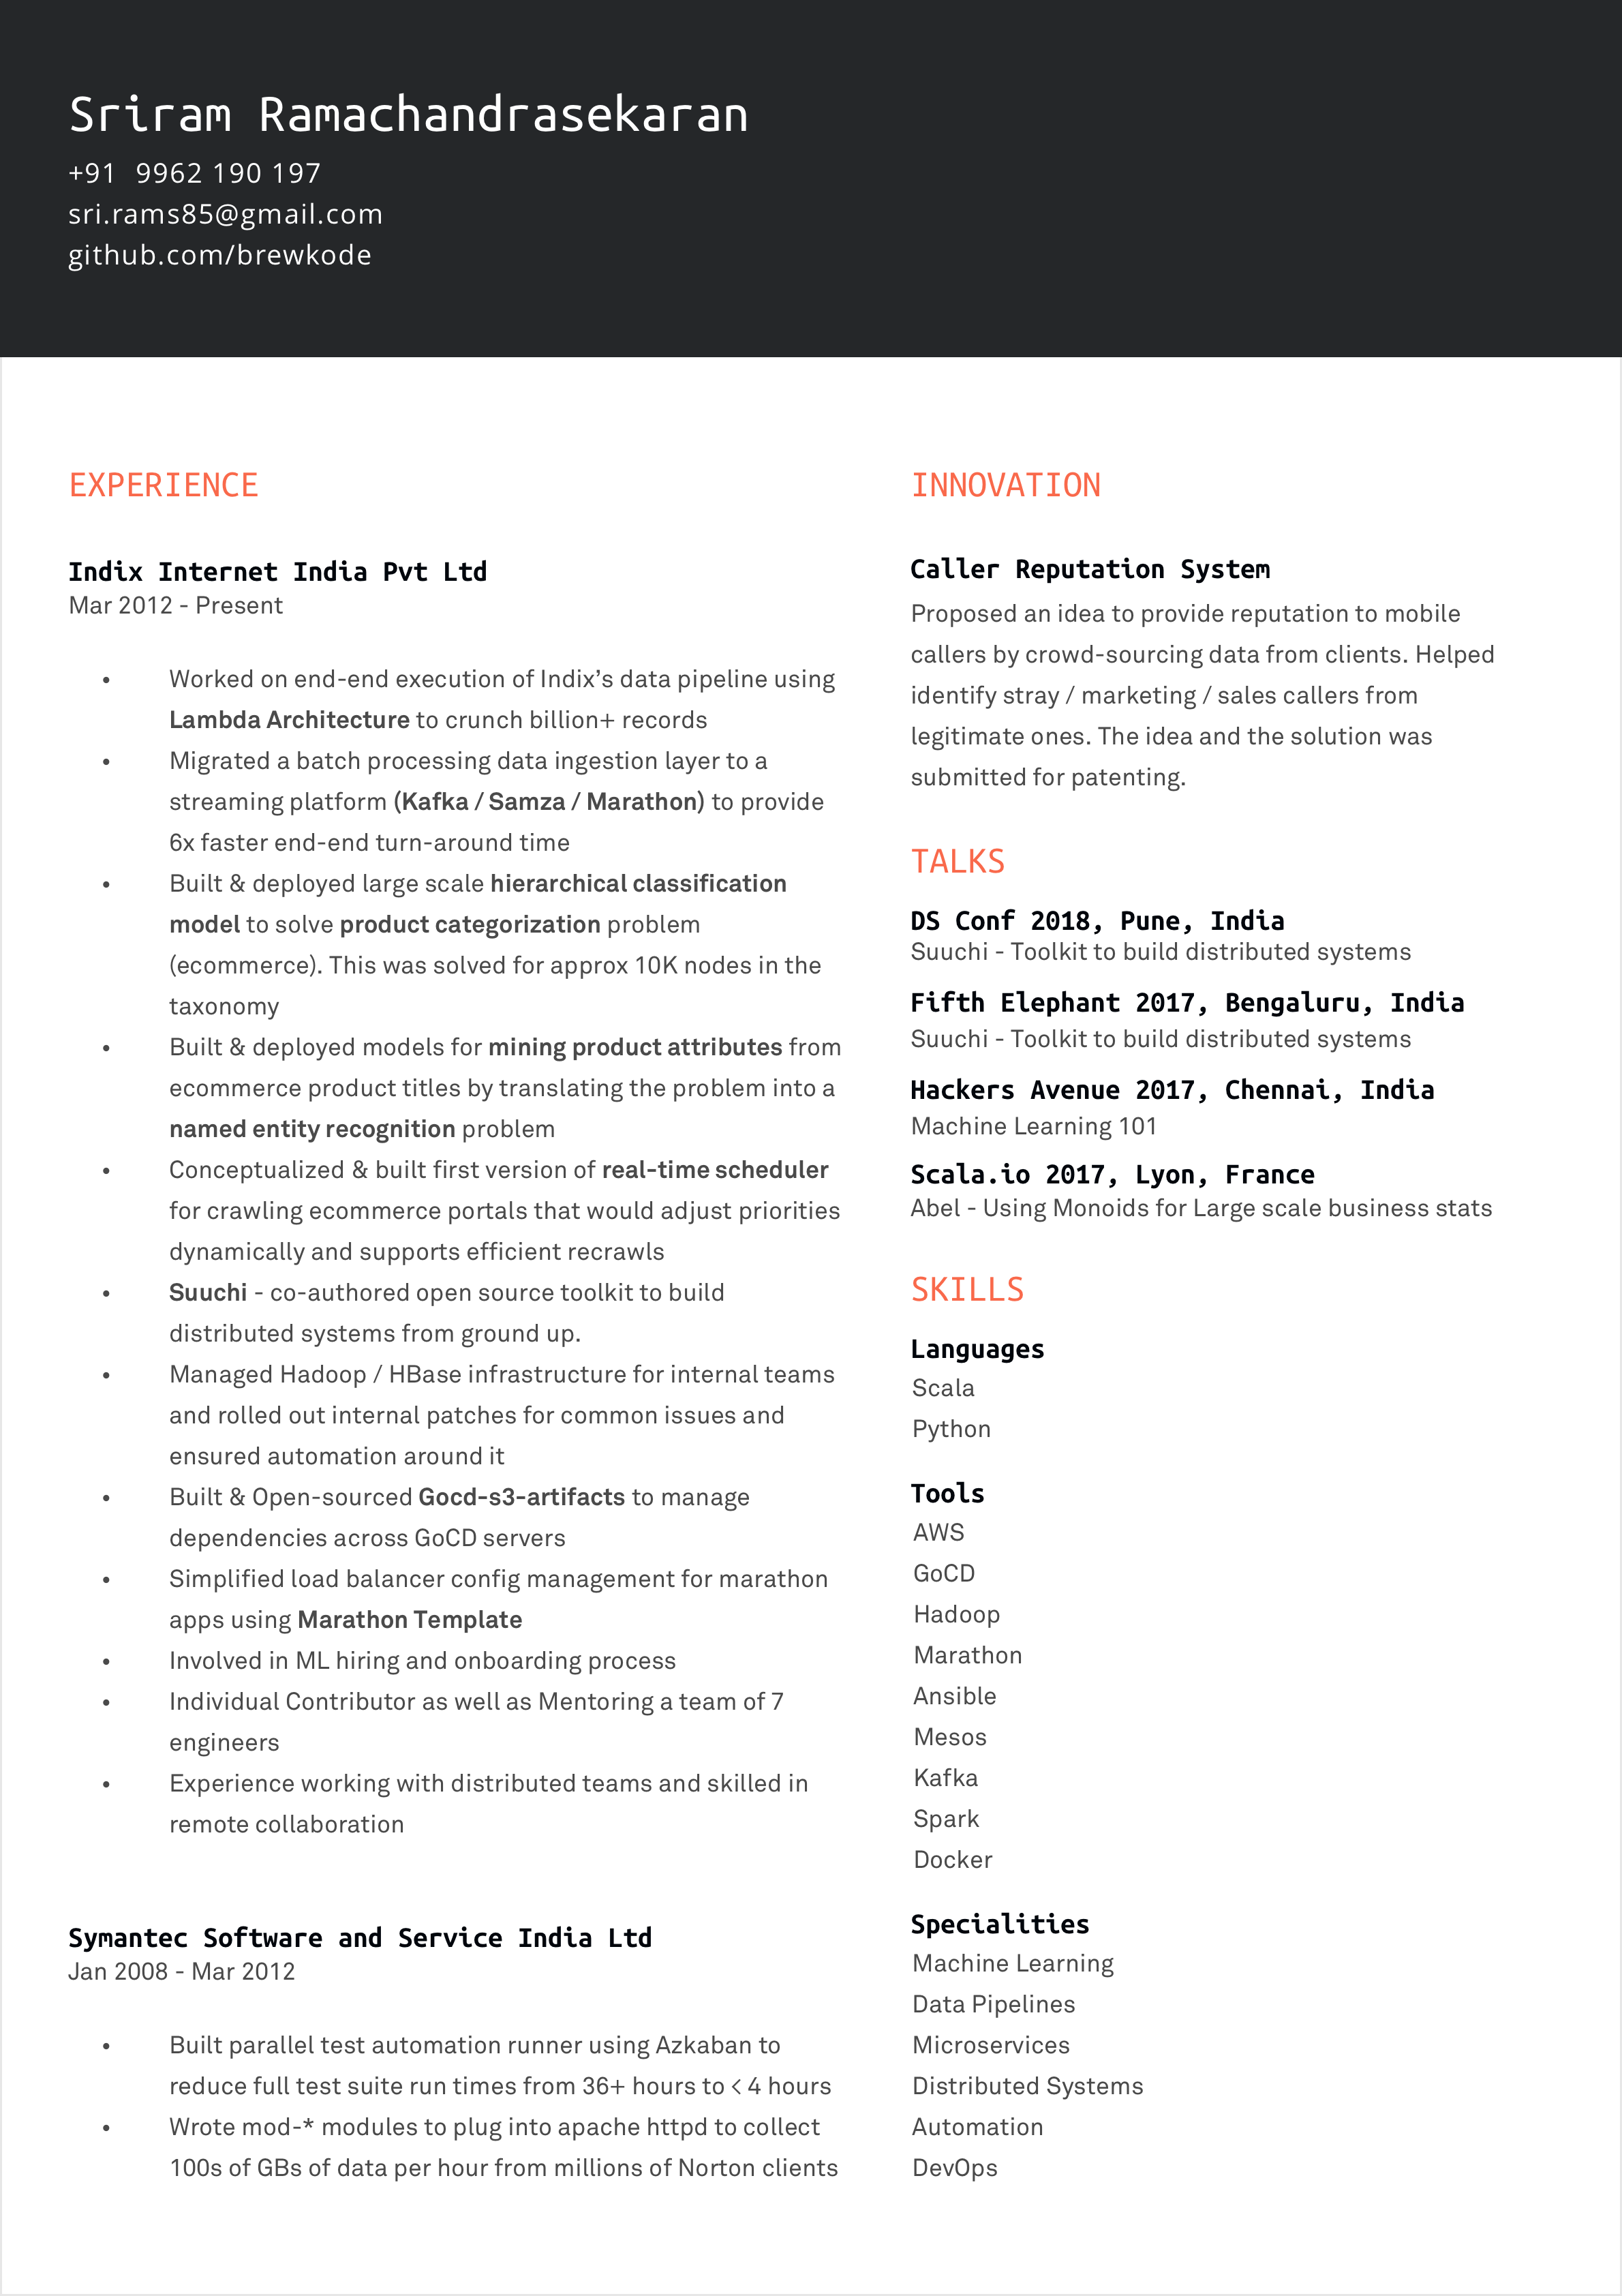 Sriram Ramachandrasekaran
+91 9962 190 197
sri.rams85@gmail.com
github.com/brewkode
EXPERIENCE
Indix Internet India Pvt Ltd
Mar 2012 - Present
• Worked on end-end execution of Indix’s data pipeline using
Lambda Architecture to crunch billion+ records
• Migrated a batch processing data ingestion layer to a
streaming platform (Kafka / Samza / Marathon) to provide
6x faster end-end turn-around time
• Built & deployed large scale hierarchical classification
model to solve product categorization problem
(ecommerce). This was solved for approx 10K nodes in the
taxonomy
• Built & deployed models for mining product attributes from
ecommerce product titles by translating the problem into a
named entity recognition problem
• Conceptualized & built first version of real-time scheduler
for crawling ecommerce portals that would adjust priorities
dynamically and supports efficient recrawls
• Suuchi - co-authored open source toolkit to build
distributed systems from ground up.
• Managed Hadoop / HBase infrastructure for internal teams
and rolled out internal patches for common issues and
ensured automation around it
• Built & Open-sourced Gocd-s3-artifacts to manage
dependencies across GoCD servers
• Simplified load balancer config management for marathon
apps using Marathon Template
• Involved in ML hiring and onboarding process
• Individual Contributor as well as Mentoring a team of 7
engineers
• Experience working with distributed teams and skilled in
remote collaboration
Symantec Software and Service India Ltd
Jan 2008 - Mar 2012
• Built parallel test automation runner using Azkaban to
reduce full test suite run times from 36+ hours to < 4 hours
• Wrote mod-* modules to plug into apache httpd to collect
100s of GBs of data per hour from millions of Norton clients
INNOVATION
Caller Reputation System
Proposed an idea to provide reputation to mobile
callers by crowd-sourcing data from clients. Helped
identify stray / marketing / sales callers from
legitimate ones. The idea and the solution was
submitted for patenting.
TALKS
DS Conf 2018, Pune, India
Suuchi - Toolkit to build distributed systems
Fifth Elephant 2017, Bengaluru, India
Suuchi - Toolkit to build distributed systems
Hackers Avenue 2017, Chennai, India
Machine Learning 101
Scala.io 2017, Lyon, France
Abel - Using Monoids for Large scale business stats
SKILLS
Languages
Scala
Python
Tools
AWS
GoCD
Hadoop
Marathon
Ansible
Mesos
Kafka
Spark
Docker
Specialities
Machine Learning
Data Pipelines
Microservices
Distributed Systems
Automation
DevOps